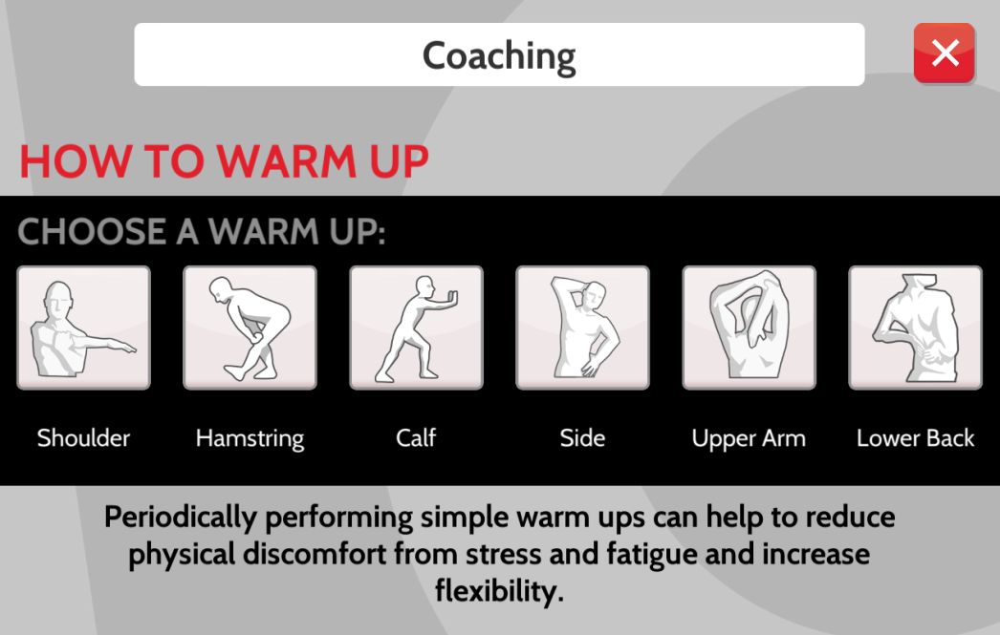 Coaching
HOW TO WARM UP
CHOOSE A WARM UP:
Shoulder
Hamstring
Calf
Side
Upper Arm
Lower Back
Periodically performing simple warm ups can help to reduce
physical discomfort from stress and fatigue and increase
flexibility.